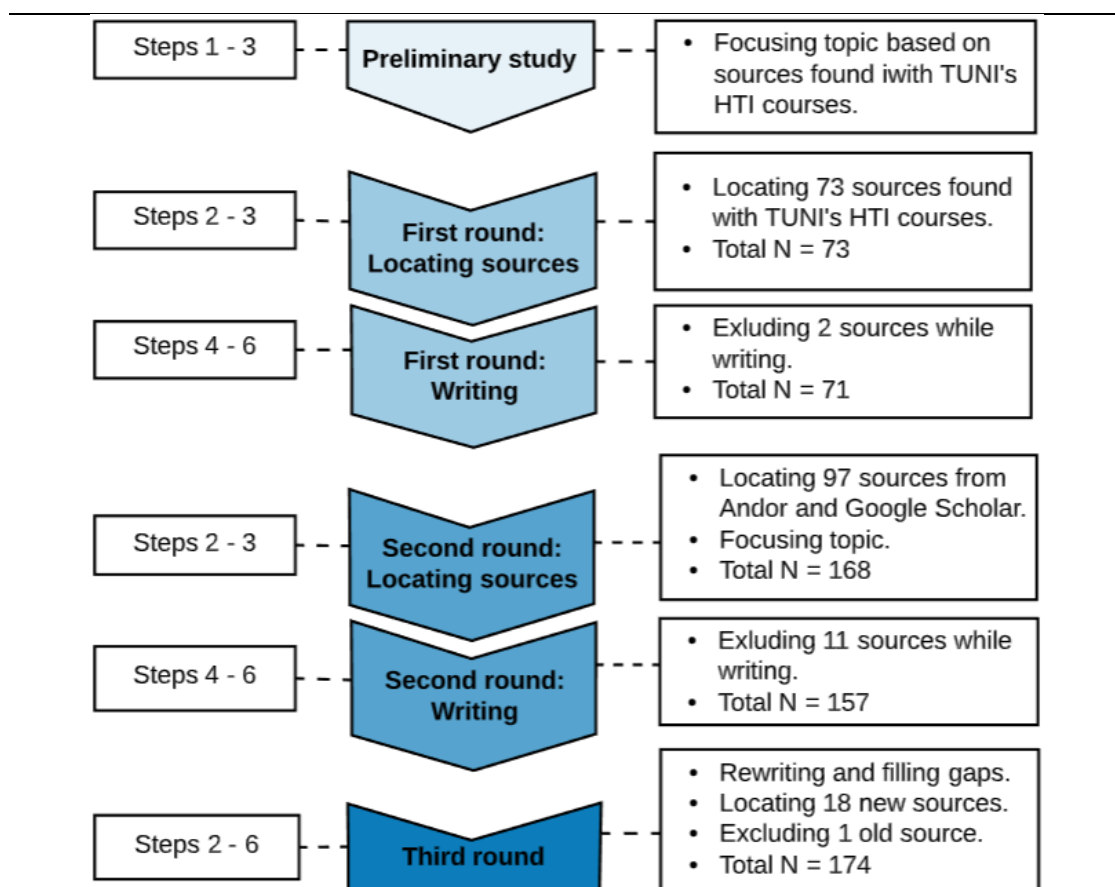 Steps 1 - 3
Preliminary study
• Focusing topic based on
sources found iwith TUNI's
HTI courses.
Steps 2 - 3
First round:
Locating sources
• Locating 73 sources found
with TUNI's HTI courses.
• Total N = 73
Steps 4 - 6
First round:
Writing
• Exluding 2 sources while
writing.
• Total N = 71
Steps 2 - 3
Second round:
Locating sources
• Locating 97 sources from
Andor and Google Scholar.
• Focusing topic.
• Total N = 168
Steps 4 - 6
Second round:
Writing
• Exluding 11 sources while
writing.
• Total N = 157
Steps 2 - 6
Third round
• Rewriting and filling gaps.
• Locating 18 new sources.
• Excluding 1 old source.
• Total N = 174